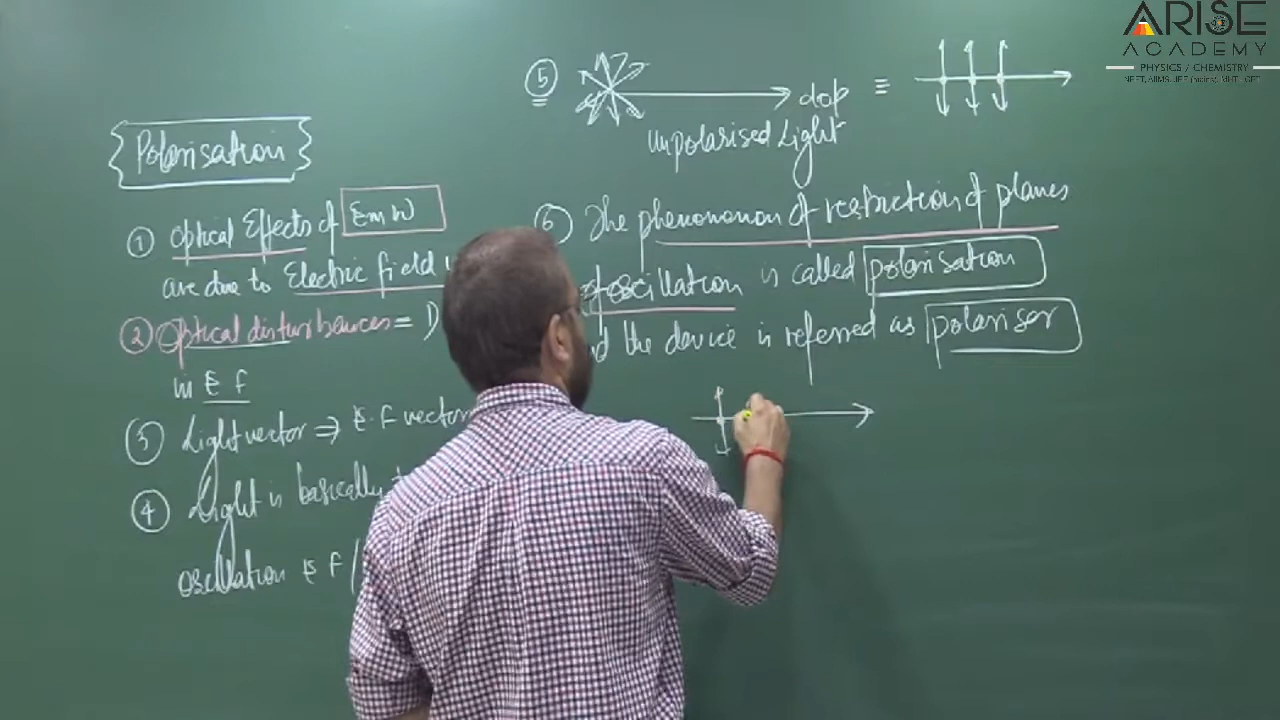 Polarisation
① Optical Effects of EmW
are due to Electric field
② Optical disturbances =
in E f
③ Light vector ⇒ E.F vector
④ Light is basically
oscillation E f
⑤ dop ≡
Unpolarised Light
⑥ The phenomenon of restriction of planes
of oscillation is called polarisation
the device is referred as polariser
ARISE
ACADEMY
PHYSICS / CHEMISTRY